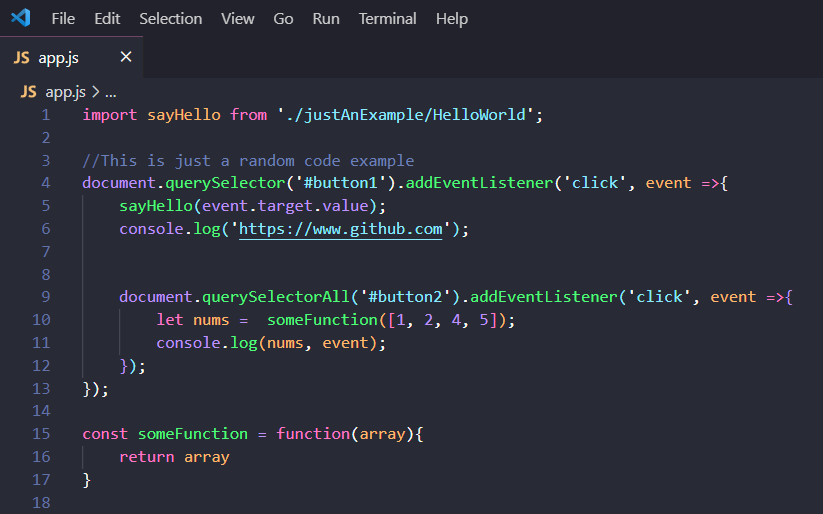 File Edit Selection View Go Run Terminal Help
JS app.js ×
JS app.js > ...
1 import sayHello from './justAnExample/HelloWorld';
2
3 //This is just a random code example
4 document.querySelector('#button1').addEventListener('click', event =>{
5 sayHello(event.target.value);
6 console.log('https://www.github.com');
7
8
9 document.querySelectorAll('#button2').addEventListener('click', event =>{
10 let nums =  someFunction([1, 2, 4, 5]);
11 console.log(nums, event);
12 });
13 });
14
15 const someFunction = function(array){
16 return array
17 }
18